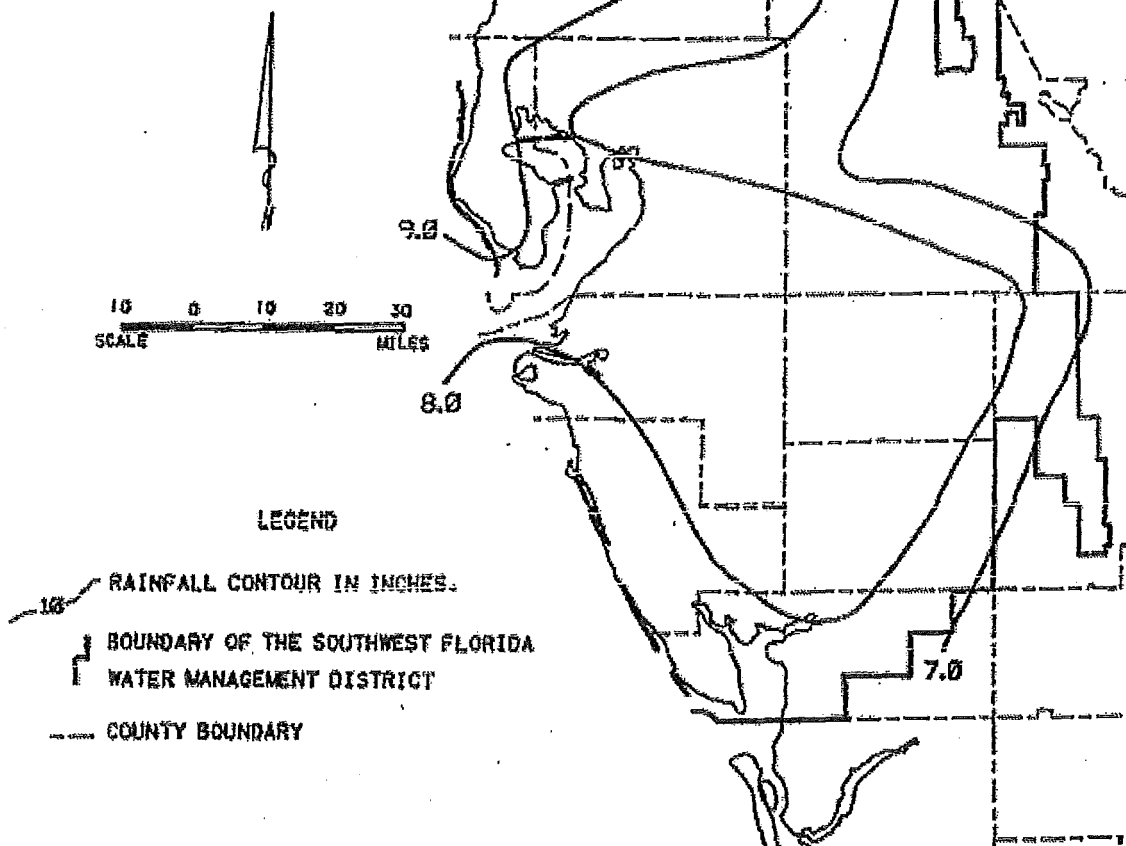 N
9.0
10 0 10 20 30
SCALE MILES
8.0
LEGEND
10 RAINFALL CONTOUR IN INCHES.
BOUNDARY OF THE SOUTHWEST FLORIDA
WATER MANAGEMENT DISTRICT
COUNTY BOUNDARY
7.0